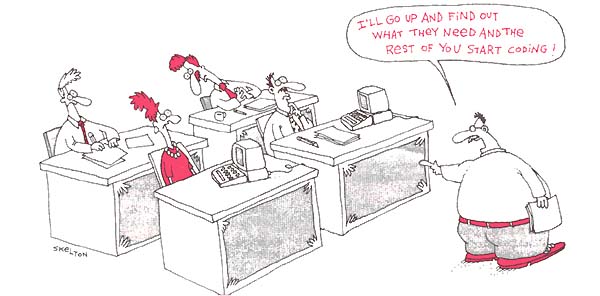 I'LL GO UP AND FIND OUT
WHAT THEY NEED AND THE
REST OF YOU START CODING!
SKELTON